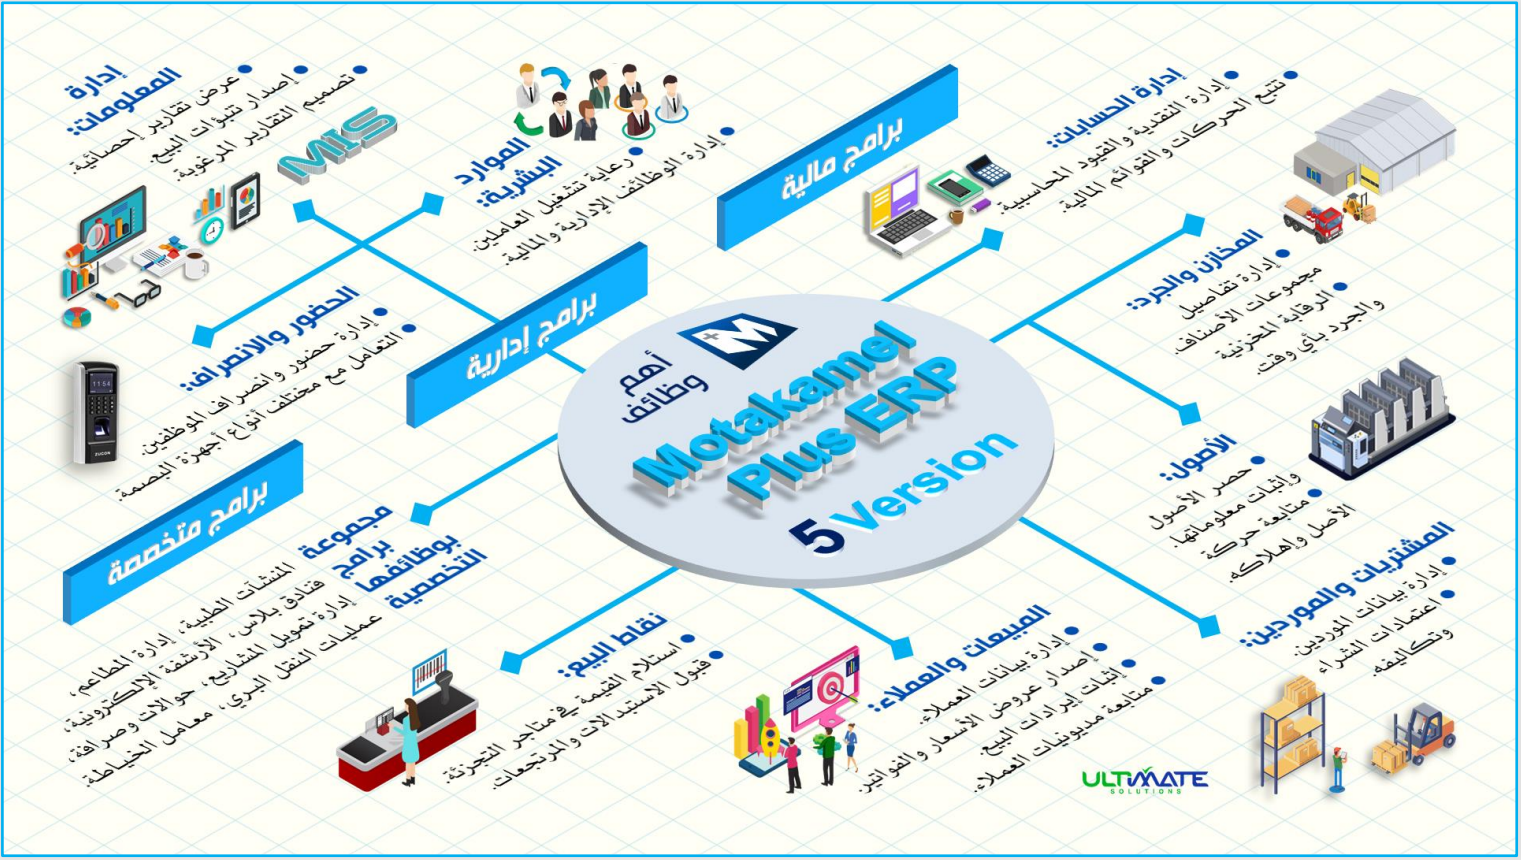 أهم
وظائف
Motakamel
Plus ERP
5 Version
برامج مالية
إدارة الحسابات:
إدارة النقدية والقيود المحاسبية.
تتبع الحركات والقوائم المالية.
المخازن والجرد:
إدارة تفاصيل
مجموعات الأصناف.
الرقابة المخزنية
والجرد بأي وقت.
الأصول:
حصر الأصول
وإثبات معلوماتها.
متابعة حركة
الأصل وإهلاكه.
المشتريات والموردين:
إدارة بيانات الموردين.
اعتمادات الشراء
وتكاليفه.
المبيعات والعملاء:
إدارة بيانات العملاء.
إصدار عروض الأسعار والفواتير.
إثبات إيرادات البيع.
متابعة مديونيات العملاء.
نقاط البيع:
استلام القيمة في متاجر التجزئة.
قبول الاستبدالات والمرتجعات.
برامج إدارية
الموارد
البشرية:
رعاية تشغيل العاملين.
إدارة الوظائف الإدارية والمالية.
إدارة
المعلومات:
عرض تقارير إحصائية.
إصدار تنبؤات البيع.
تصميم التقارير المرغوبة.
MIS
الحضور والانصراف:
إدارة حضور وانصراف الموظفين.
التعامل مع مختلف أنواع أجهزة البصمة.
11:54
برامج متخصصة
مجموعة
برامج
بوظائفها
التخصصية
المنشآت الطبية، إدارة المطاعم،
فنادق بلاس، الأرشفة الإلكترونية،
إدارة تمويل المشاريع، حوالات وصرافة،
عمليات النقل البري، معامل الخياطة.
ULTIMATE
SOLUTIONS